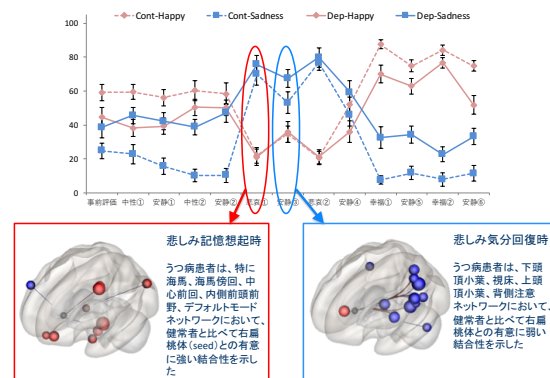 Cont-Happy Cont-Sadness Dep-Happy Dep-Sadness
100
80
60
40
20
0
事前評価 中性① 安静① 中性② 安静② 悲哀① 安静③ 悲哀② 安静④ 幸福① 安静⑤ 幸福② 安静⑥
悲しみ記憶想起時
うつ病患者は、特に
海馬、海馬傍回、中
心前回、内側前頭前
野、デフォルトモード
ネットワークにおいて、
健常者と比べて右扁
桃体（seed）との有意
に強い結合性を示し
た
悲しみ気分回復時
うつ病患者は、下頭
頂小葉、視床、上頭
頂小葉、背側注意
ネットワークにおいて、
健常者と比べて右扁
桃体との有意に弱い
結合性を示した